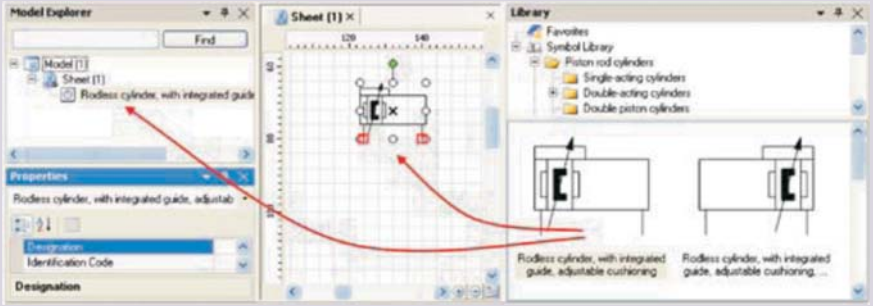 Model Explorer
Find
Model (1)
Sheet (1)
Rodless cylinder, with integrated guide
Properties
Rodless cylinder, with integrated guide, adjustab
Designation
Identification Code
Designation
Sheet (1)
120
140
60
80
100
Library
Favorites
Symbol Library
Piston rod cylinders
Single-acting cylinders
Double-acting cylinders
Double piston cylinders
Rodless cylinder, with integrated
guide, adjustable cushioning
Rodless cylinder, with integrated
guide, adjustable cushioning, ...